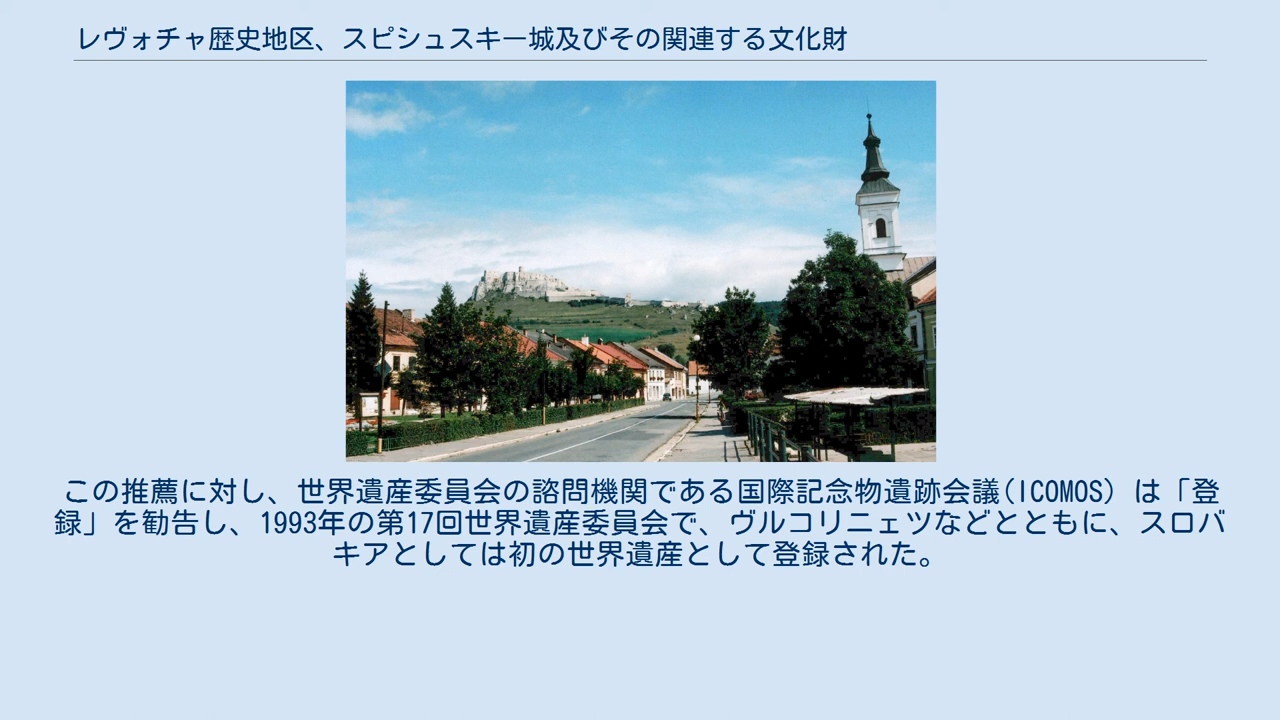 レヴォチャ歴史地区、スピシュスキー城及びその関連する文化財
この推薦に対し、世界遺産委員会の諮問機関である国際記念物遺跡会議(ICOMOS) は「登
録」を勧告し、1993年の第17回世界遺産委員会で、ヴルコリニェツなどとともに、スロバ
キアとしては初の世界遺産として登録された。